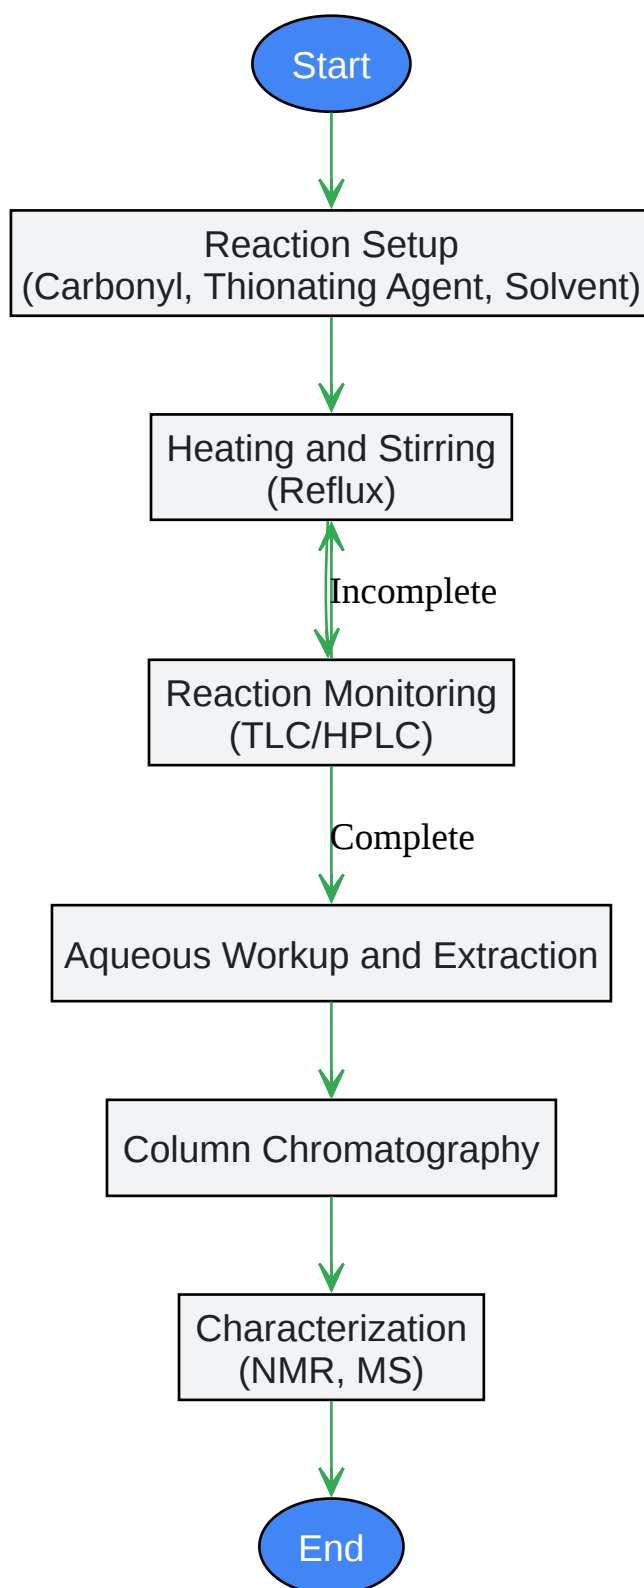 Start
Reaction Setup
(Carbonyl, Thionating Agent, Solvent)
Heating and Stirring
(Reflux)
Incomplete
Reaction Monitoring
(TLC/HPLC)
Complete
Aqueous Workup and Extraction
Column Chromatography
Characterization
(NMR, MS)
End